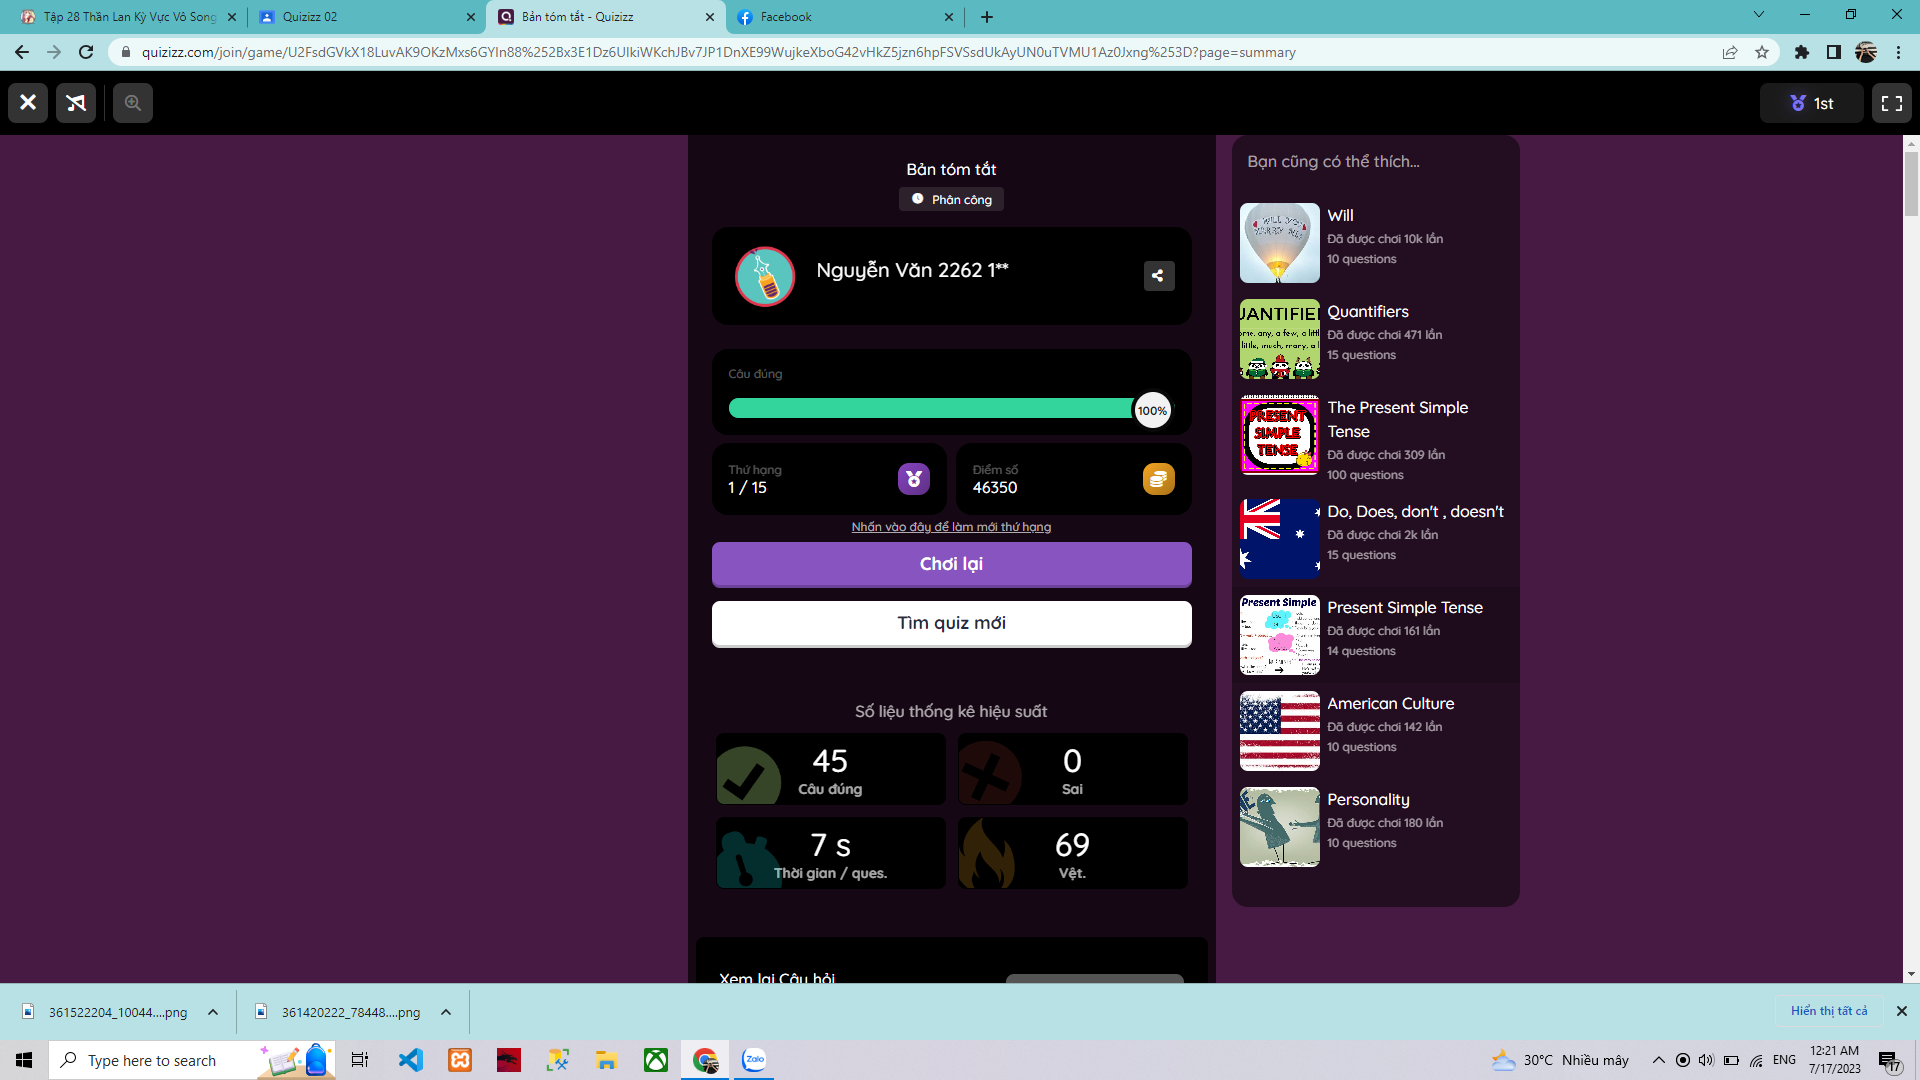 Tập 28 Thần Lan Kỳ Vực Vô Song
Quizizz 02
Bản tóm tắt - Quizizz
Facebook
quizizz.com/join/game/U2FsdGVkX18LuvAK9OKzMxs6GYIn88%252Bx3E1Dz6UIkiWKchJBv7JP1DnXE99WujkeXboG42vHkZ5jzn6hpFSVSsdUkAyUN0uTVMU1Az0Jxng%253D?page=summary
1st
Bản tóm tắt
Phân công
Nguyễn Văn 2262 1**
Câu đúng
100%
Thứ hạng
1 / 15
Điểm số
46350
Nhấn vào đây để làm mới thứ hạng
Chơi lại
Tìm quiz mới
Số liệu thống kê hiệu suất
45
Câu đúng
0
Sai
7 s
Thời gian / ques.
69
Vệt.
Xem lại Câu hỏi
Bạn cũng có thể thích...
Will
Đã được chơi 10k lần
10 questions
Quantifiers
Đã được chơi 471 lần
15 questions
PRESENT
SIMPLE
TENSE
The Present Simple
Tense
Đã được chơi 309 lần
100 questions
Do, Does, don't , doesn't
Đã được chơi 2k lần
15 questions
Present Simple
Present Simple Tense
Đã được chơi 161 lần
14 questions
American Culture
Đã được chơi 142 lần
10 questions
Personality
Đã được chơi 180 lần
10 questions
361522204_10044....png
361420222_78448....png
Hiển thị tất cả
Type here to search
Zalo
30°C Nhiều mây
ENG
12:21 AM
7/17/2023
17